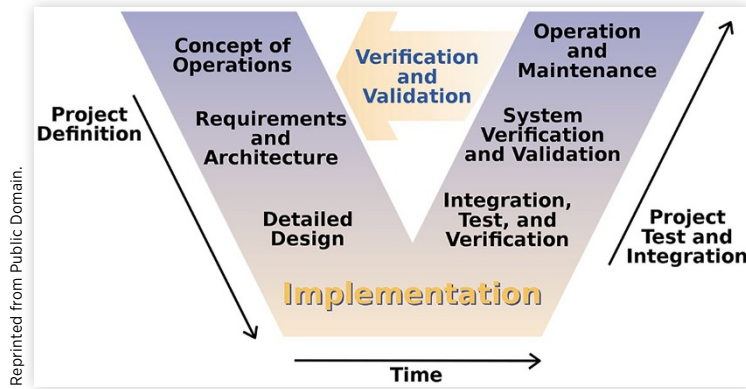 Concept of
Operations
Verification
and
Validation
Operation
and
Maintenance
Project
Definition
Requirements
and
Architecture
System
Verification
and Validation
Detailed
Design
Integration,
Test, and
Verification
Project
Test and
Integration
Implementation
Time
Reprinted from Public Domain.